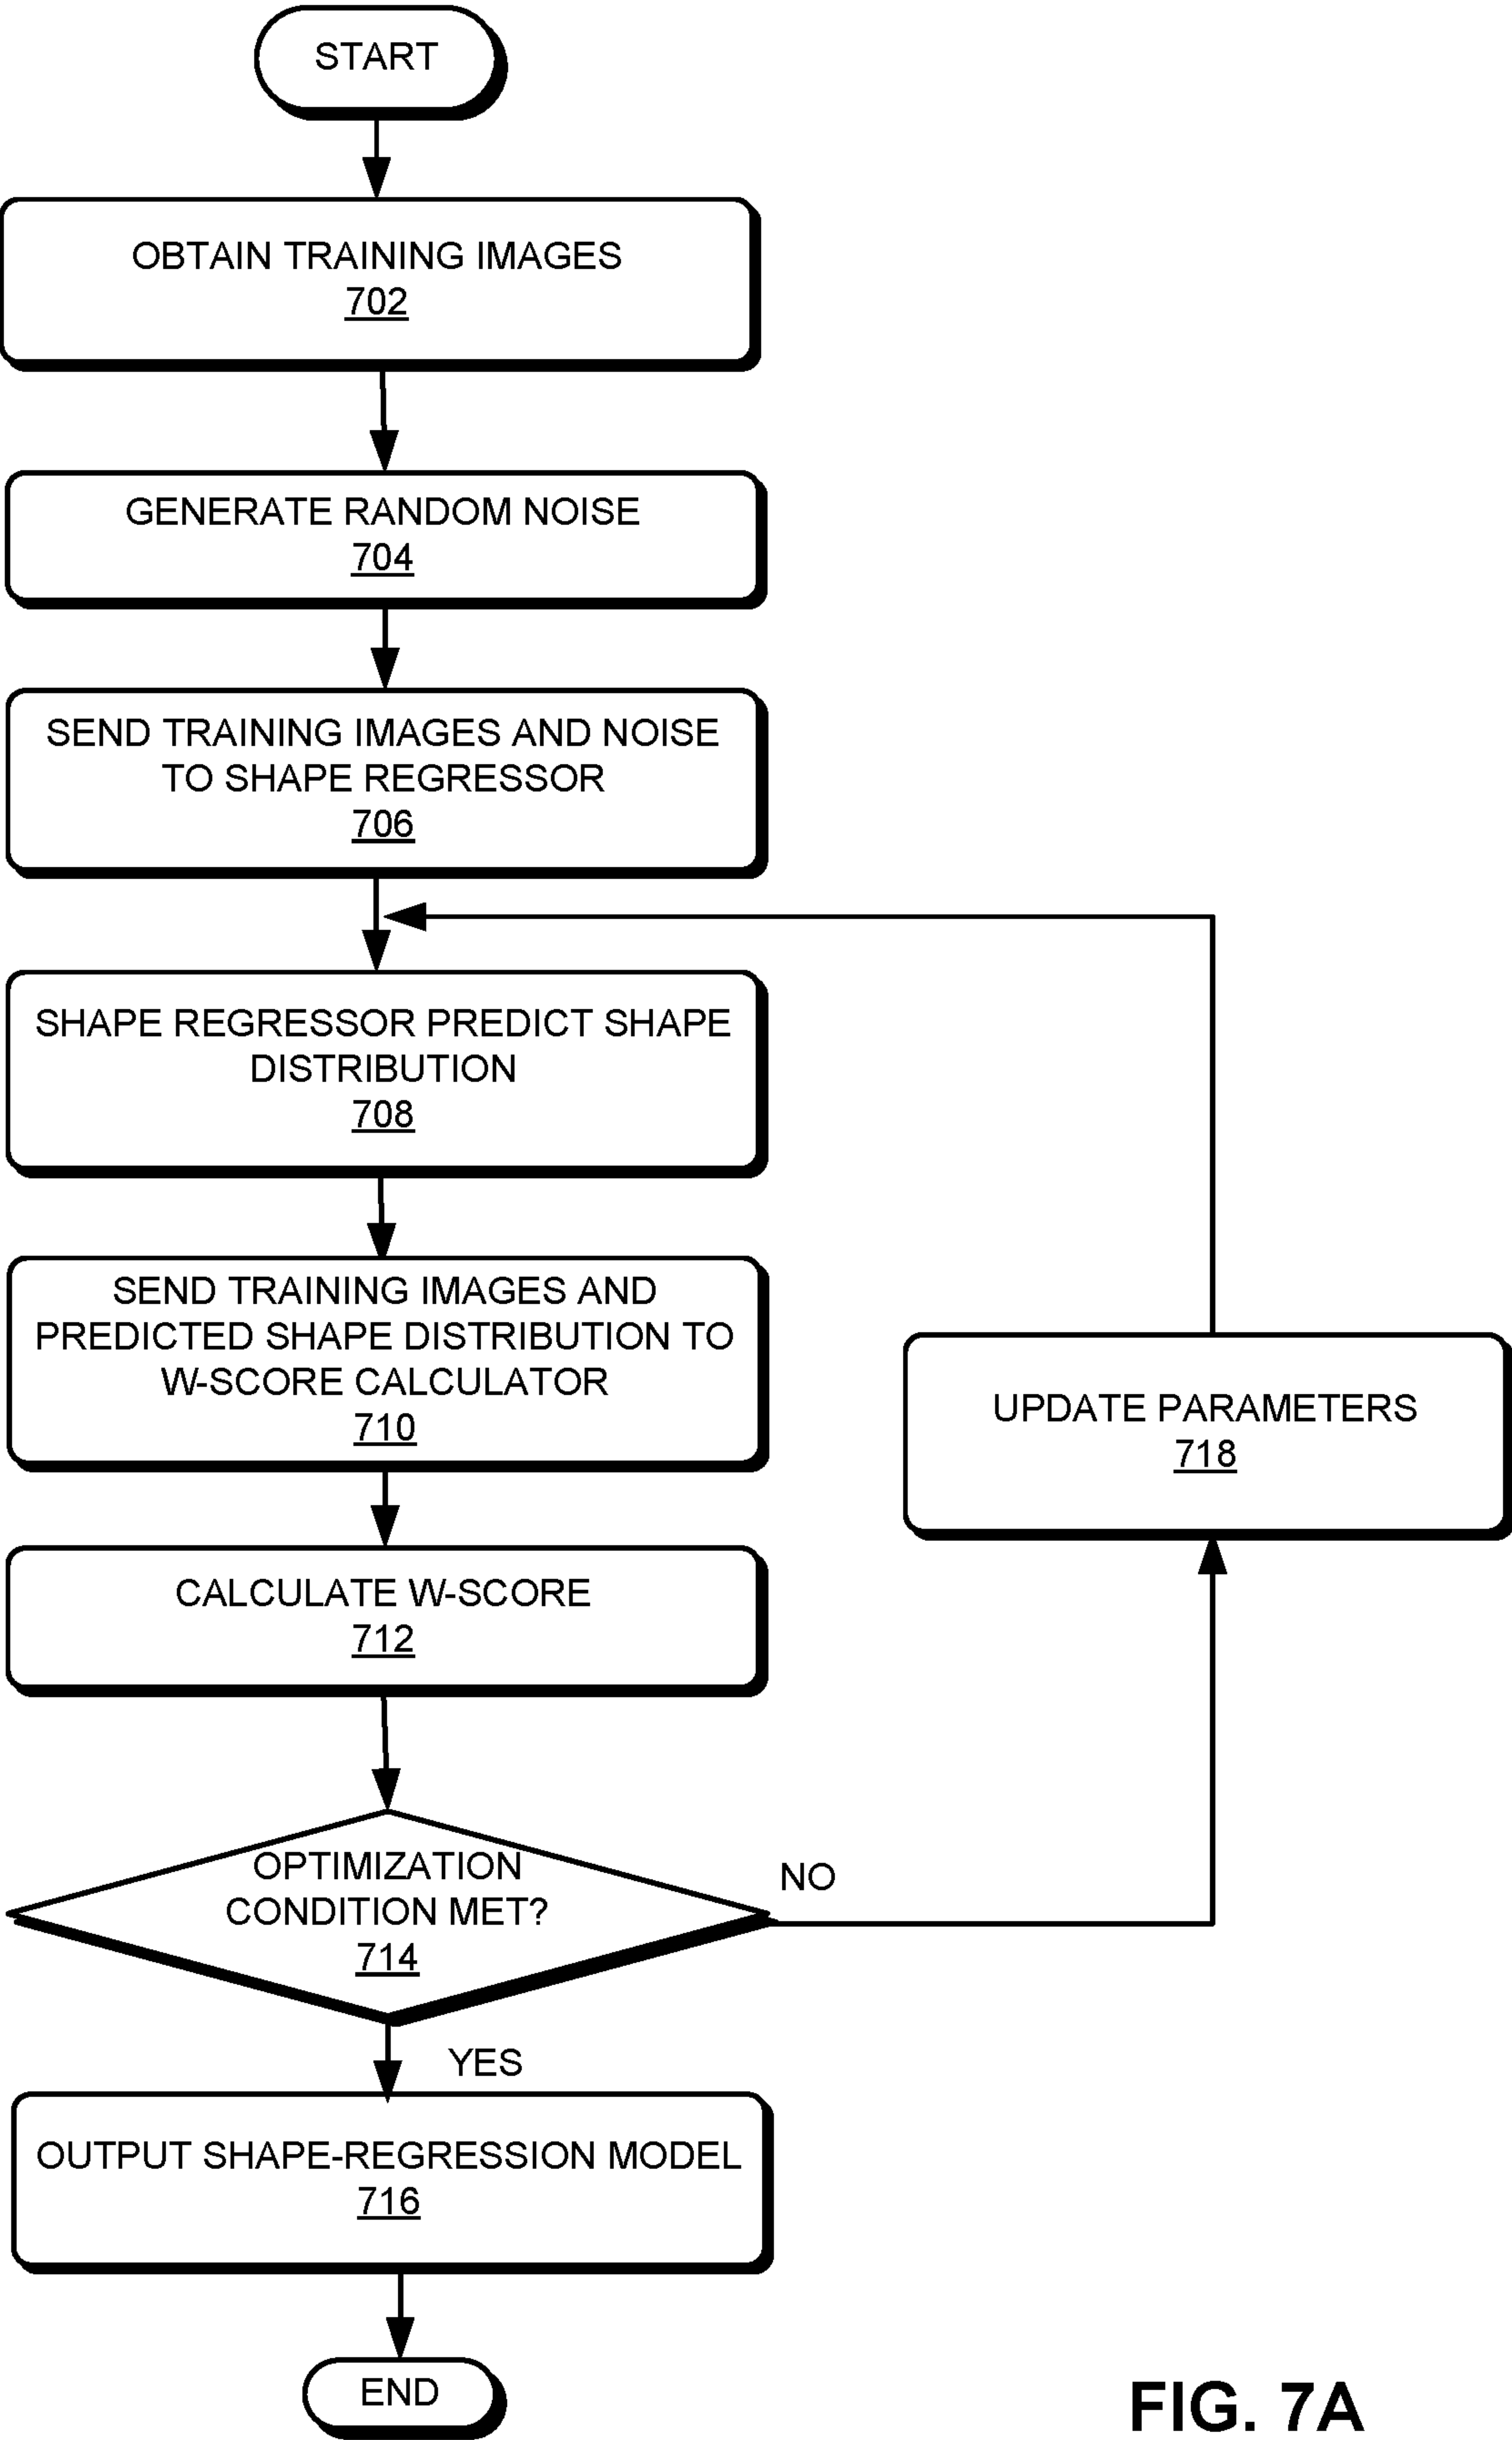 START
OBTAIN TRAINING IMAGES
702
GENERATE RANDOM NOISE
704
SEND TRAINING IMAGES AND NOISE
TO SHAPE REGRESSOR
706
SHAPE REGRESSOR PREDICT SHAPE
DISTRIBUTION
708
SEND TRAINING IMAGES AND
PREDICTED SHAPE DISTRIBUTION TO
W-SCORE CALCULATOR
710
UPDATE PARAMETERS
718
CALCULATE W-SCORE
712
OPTIMIZATION
CONDITION MET?
714
NO
YES
OUTPUT SHAPE-REGRESSION MODEL
716
END
FIG. 7A